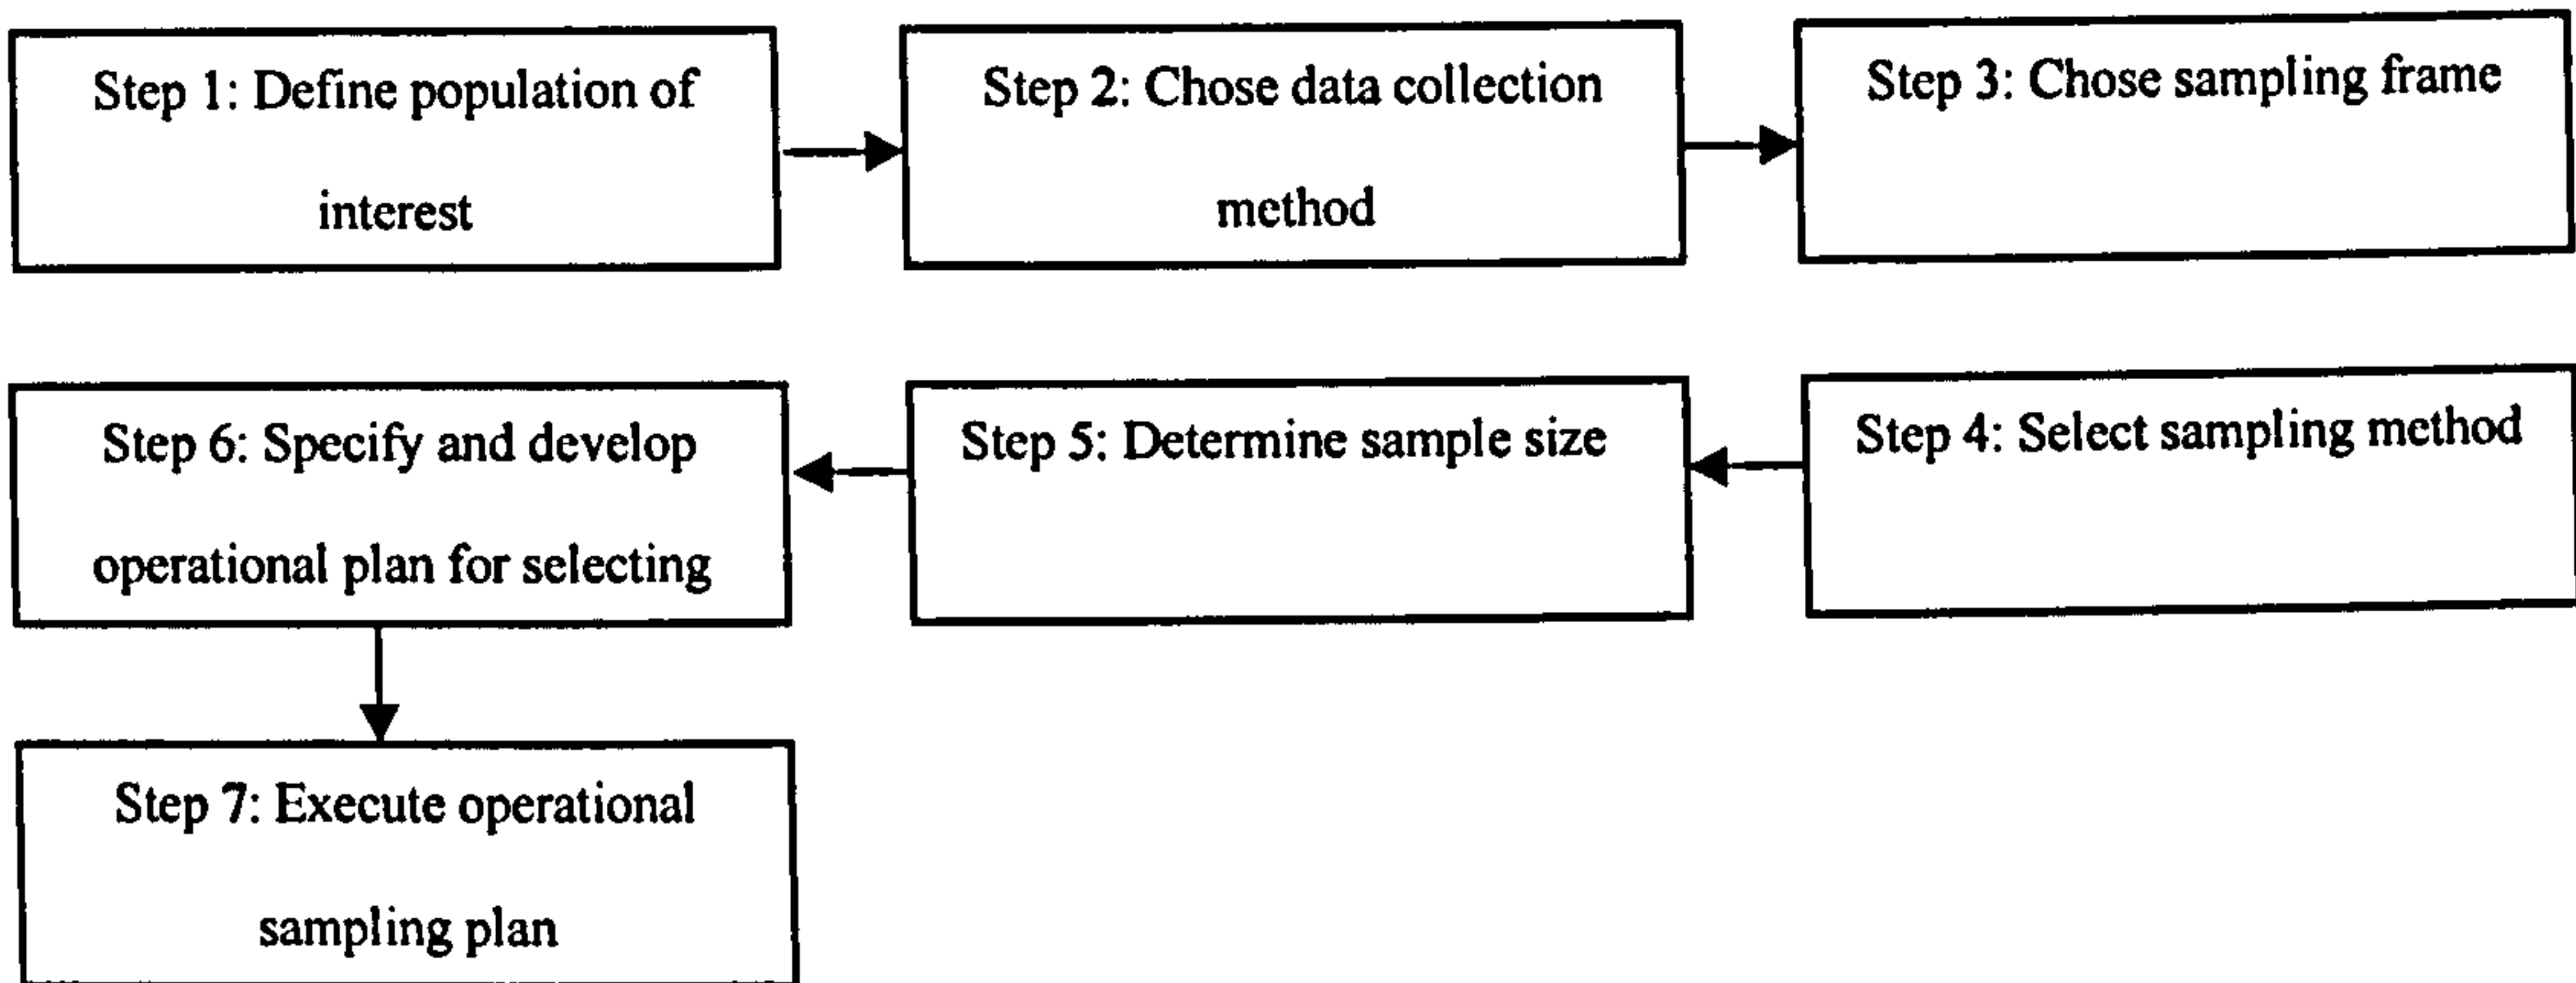 Step 1: Define population of
interest
Step 2: Chose data collection
method
Step 3: Chose sampling frame
Step 4: Select sampling method
Step 5: Determine sample size
Step 6: Specify and develop
operational plan for selecting
Step 7: Execute operational
sampling plan